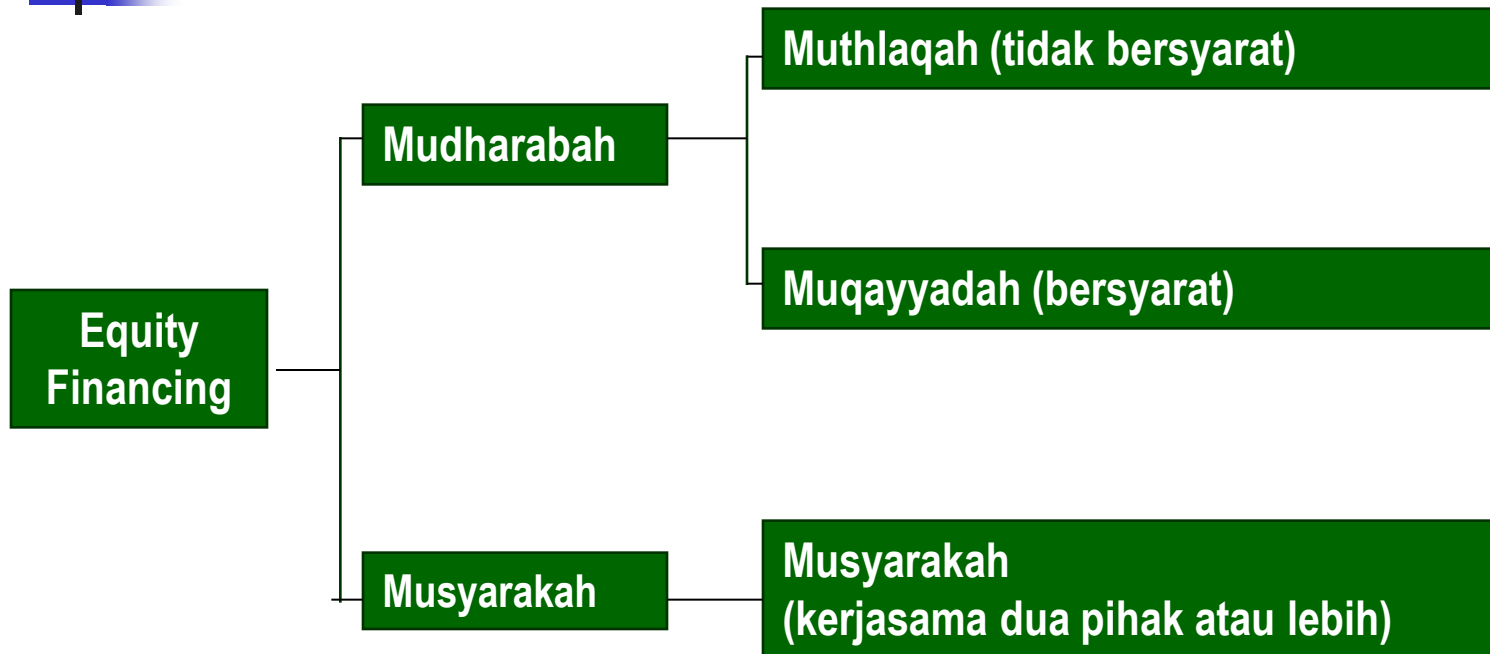 Muthlaqah (tidak bersyarat)
Mudharabah
Muqayyadah (bersyarat)
Equity
Financing
Musyarakah
Musyarakah
(kerjasama dua pihak atau lebih)